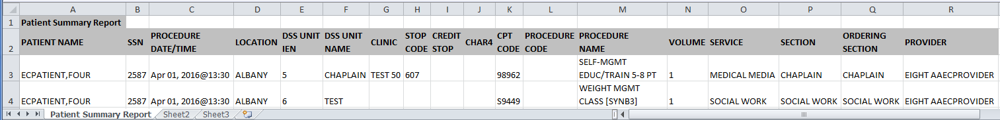 A B C D E F G H I J K L M N O P Q R
1 Patient Summary Report
2 PATIENT NAME SSN PROCEDURE DATE/TIME LOCATION DSS UNIT IEN DSS UNIT NAME CLINIC STOP CODE CREDIT STOP CHAR4 CPT CODE PROCEDURE CODE PROCEDURE NAME VOLUME SERVICE SECTION ORDERING SECTION PROVIDER
3 ECPATIENT,FOUR 2587 Apr 01, 2016@13:30 ALBANY 5 CHAPLAIN TEST 50 607 98962 SELF-MGMT EDUC/TRAIN 5-8 PT 1 MEDICAL MEDIA CHAPLAIN CHAPLAIN EIGHT AAECPROVIDER
4 ECPATIENT,FOUR 2587 Apr 01, 2016@13:30 ALBANY 6 TEST S9449 WEIGHT MGMT CLASS [SYNB3] 1 SOCIAL WORK SOCIAL WORK SOCIAL WORK EIGHT AAECPROVIDER
Patient Summary Report Sheet2 Sheet3